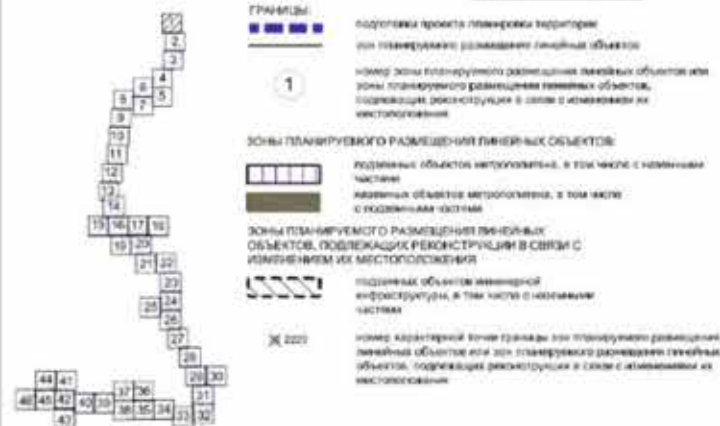 ГРАНИЦЫ:
подготовки проекта планировки территории
зон планируемого размещения линейных объектов
1
номер зоны планируемого размещения линейных объектов или
зоны планируемого размещения линейных объектов,
подлежащих реконструкции в связи с изменением их
местоположения
ЗОНЫ ПЛАНИРУЕМОГО РАЗМЕЩЕНИЯ ЛИНЕЙНЫХ ОБЪЕКТОВ:
подземных объектов метрополитена, в том числе с наземными
частями
наземных объектов метрополитена, в том числе
с подземными частями
ЗОНЫ ПЛАНИРУЕМОГО РАЗМЕЩЕНИЯ ЛИНЕЙНЫХ
ОБЪЕКТОВ, ПОДЛЕЖАЩИХ РЕКОНСТРУКЦИИ В СВЯЗИ С
ИЗМЕНЕНИЕМ ИХ МЕСТОПОЛОЖЕНИЯ
подземных объектов инженерной
инфраструктуры, в том числе с наземными
частями
номер характерной точки границы зон планируемого размещения
линейных объектов или зон планируемого размещения линейных
объектов, подлежащих реконструкции в связи с изменением их
местоположения
2
3
4
6 5
8 7
9
10
11
12
13
14
15 16 17 18
19 20
21 22
23
25 24
26
27
28
29 30
31
44 41 37 36
46 45 42 40 39 38 35 34 33 32
43